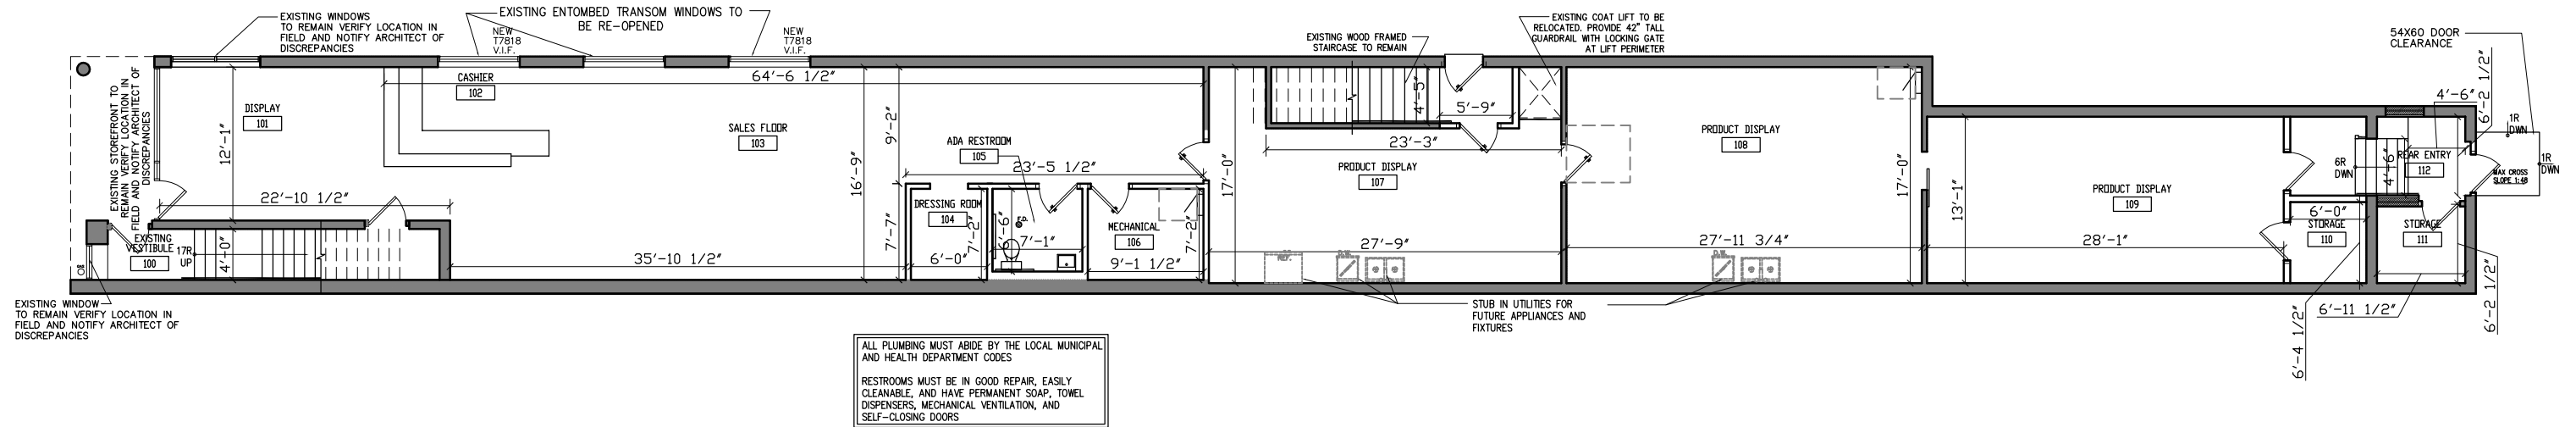 EXISTING WINDOWS
TO REMAIN VERIFY LOCATION IN
FIELD AND NOTIFY ARCHITECT OF
DISCREPANCIES
EXISTING ENTOMBED TRANSOM WINDOWS TO
BE RE-OPENED
NEW
T7818
V.I.F.
NEW
T7818
V.I.F.
EXISTING WOOD FRAMED
STAIRCASE TO REMAIN
EXISTING COAT LIFT TO BE
RELOCATED. PROVIDE 42" TALL
GUARDRAIL WITH LOCKING GATE
AT LIFT PERIMETER
54X60 DOOR
CLEARANCE
EXISTING STOREFRONT TO
REMAIN VERIFY LOCATION IN
FIELD AND NOTIFY ARCHITECT OF
DISCREPANCIES
DISPLAY
101
12'-1"
22'-10 1/2"
CASHIER
102
64'-6 1/2"
SALES FLOOR
103
16'-9"
9'-2"
ADA RESTROOM
105
23'-5 1/2"
DRESSING ROOM
104
7'-7"
7'-2"
6'-0"
6'-6"
F.D.
7'-1"
MECHANICAL
106
7'-2"
9'-1 1/2"
35'-10 1/2"
EXISTING
VESTIBULE
100
17R
UP
4'-0"
17'-0"
4'-5"
5'-9"
23'-3"
PRODUCT DISPLAY
107
27'-9"
REF.
PRODUCT DISPLAY
108
17'-0"
27'-11 3/4"
PRODUCT DISPLAY
109
13'-1"
28'-1"
6R
DWN
4'-6"
4'-6"
REAR ENTRY
112
6'-2 1/2"
1R
DWN
1R
DWN
MAX CROSS
SLOPE 1:48
6'-0"
STORAGE
110
STORAGE
111
6'-4 1/2"
6'-11 1/2"
6'-2 1/2"
EXISTING WINDOW
TO REMAIN VERIFY LOCATION IN
FIELD AND NOTIFY ARCHITECT OF
DISCREPANCIES
STUB IN UTILITIES FOR
FUTURE APPLIANCES AND
FIXTURES
ALL PLUMBING MUST ABIDE BY THE LOCAL MUNICIPAL
AND HEALTH DEPARTMENT CODES
RESTROOMS MUST BE IN GOOD REPAIR, EASILY
CLEANABLE, AND HAVE PERMANENT SOAP, TOWEL
DISPENSERS, MECHANICAL VENTILATION, AND
SELF-CLOSING DOORS